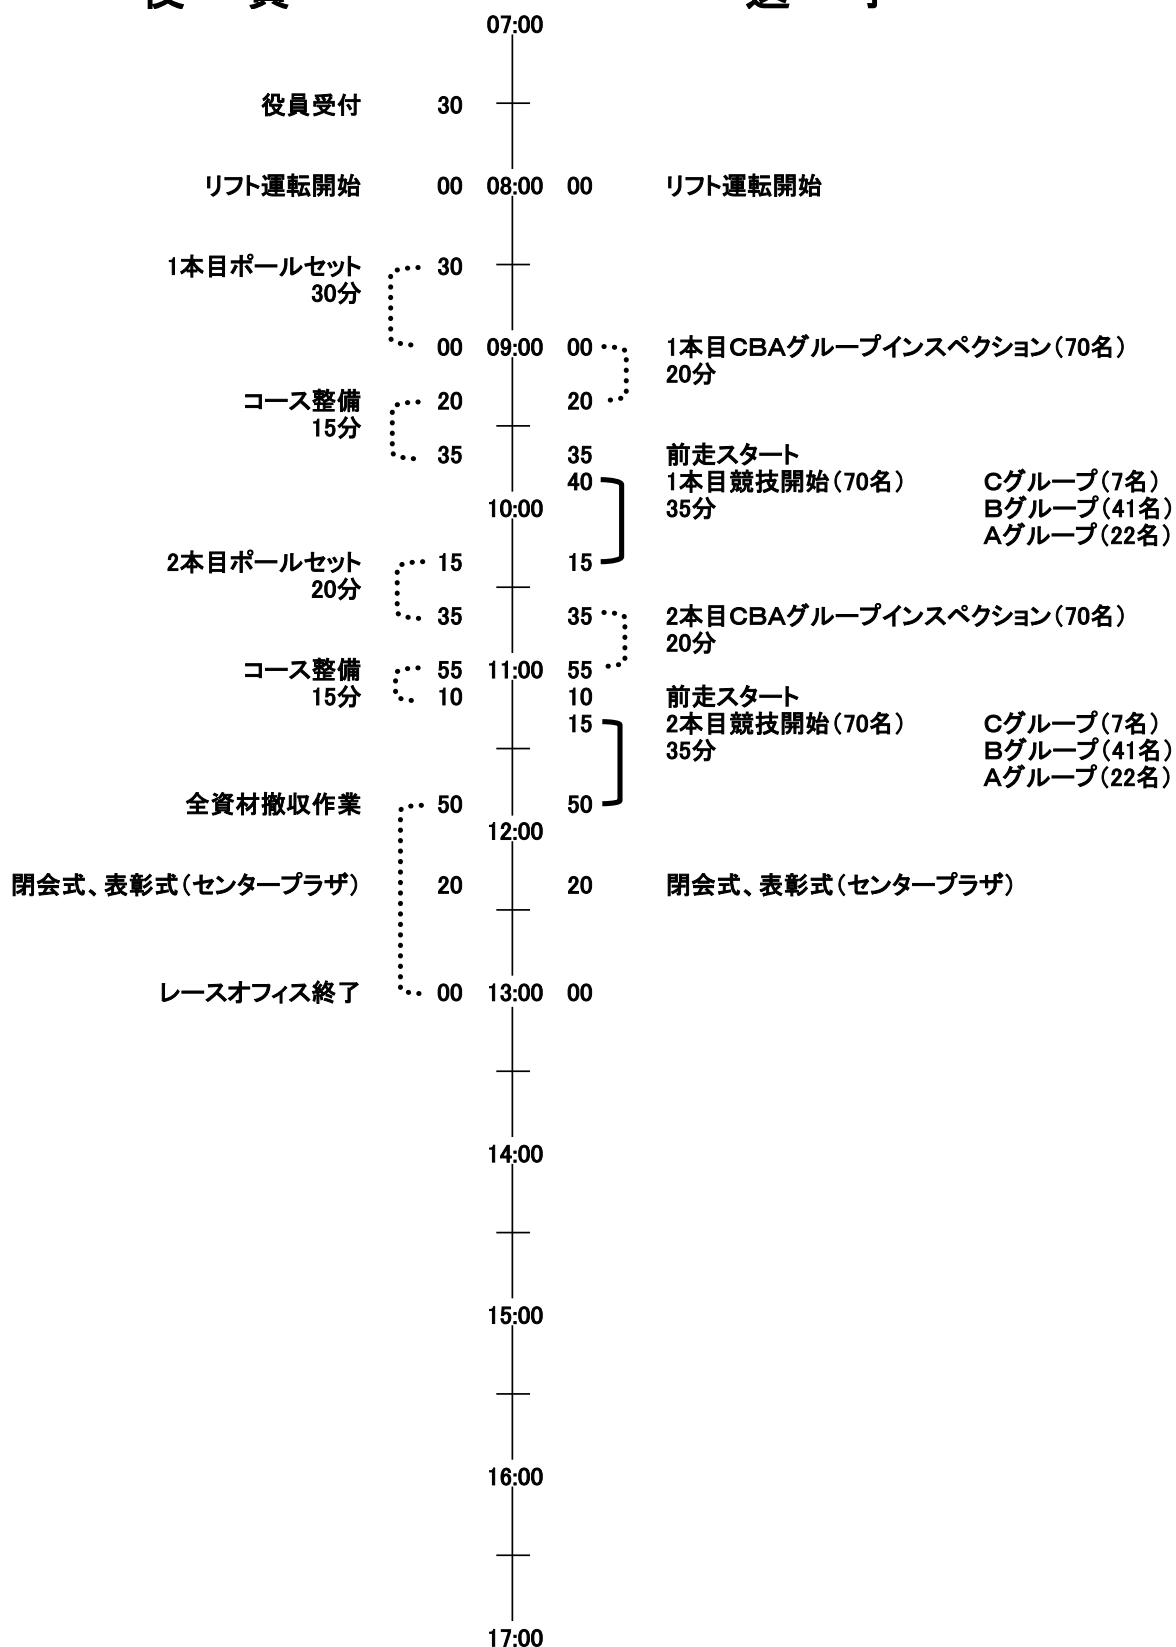 07:00
役員受付 30
リフト運転開始 00 08:00 00 リフト運転開始
1本目ポールセット 30
30分
00 09:00 00 1本目CBAグループインスペクション(70名)
20分
コース整備 20 20
15分
35 35 前走スタート
40 1本目競技開始(70名) Cグループ(7名)
10:00 35分 Bグループ(41名)
Aグループ(22名)
2本目ポールセット 15 15
20分
35 35 2本目CBAグループインスペクション(70名)
20分
コース整備 55 11:00 55
15分 10 10 前走スタート
15 2本目競技開始(70名) Cグループ(7名)
35分 Bグループ(41名)
Aグループ(22名)
全資材撤収作業 50 50
12:00
閉会式、表彰式(センタープラザ) 20 20 閉会式、表彰式(センタープラザ)
レースオフィス終了 00 13:00 00
14:00
15:00
16:00
17:00